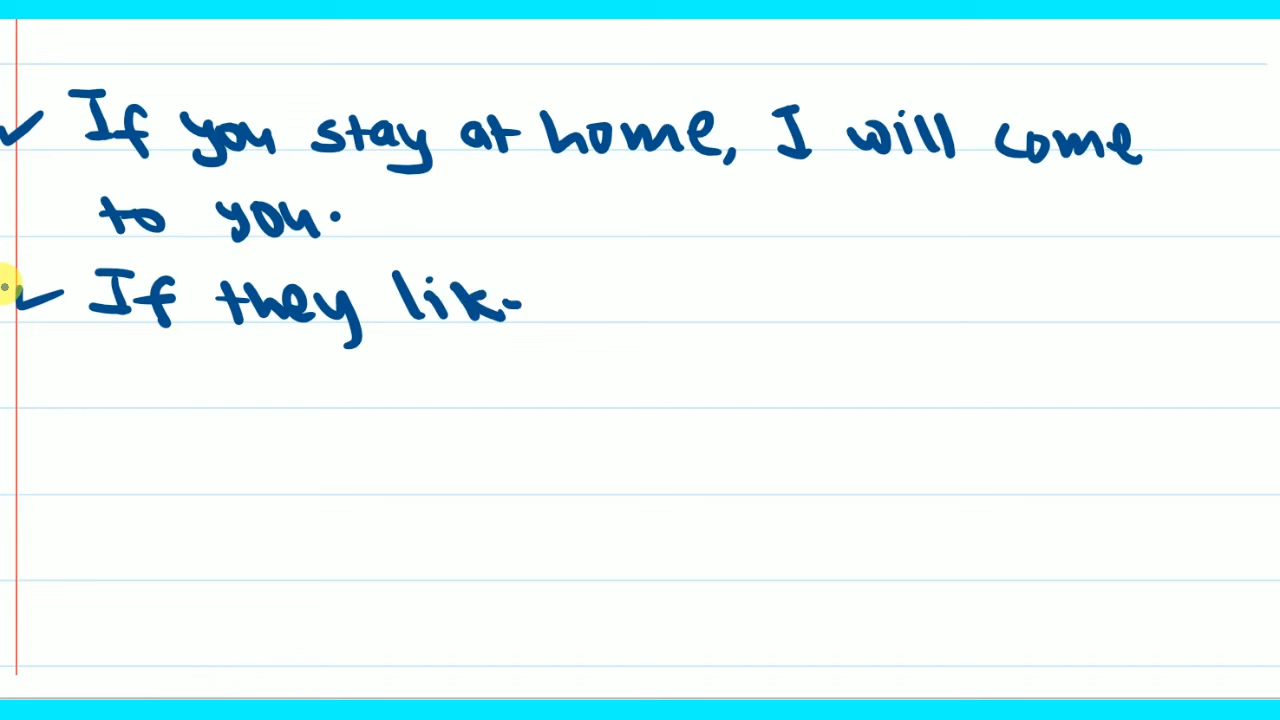 ✓ If you stay at home, I will come
to you.
✓ If they lik